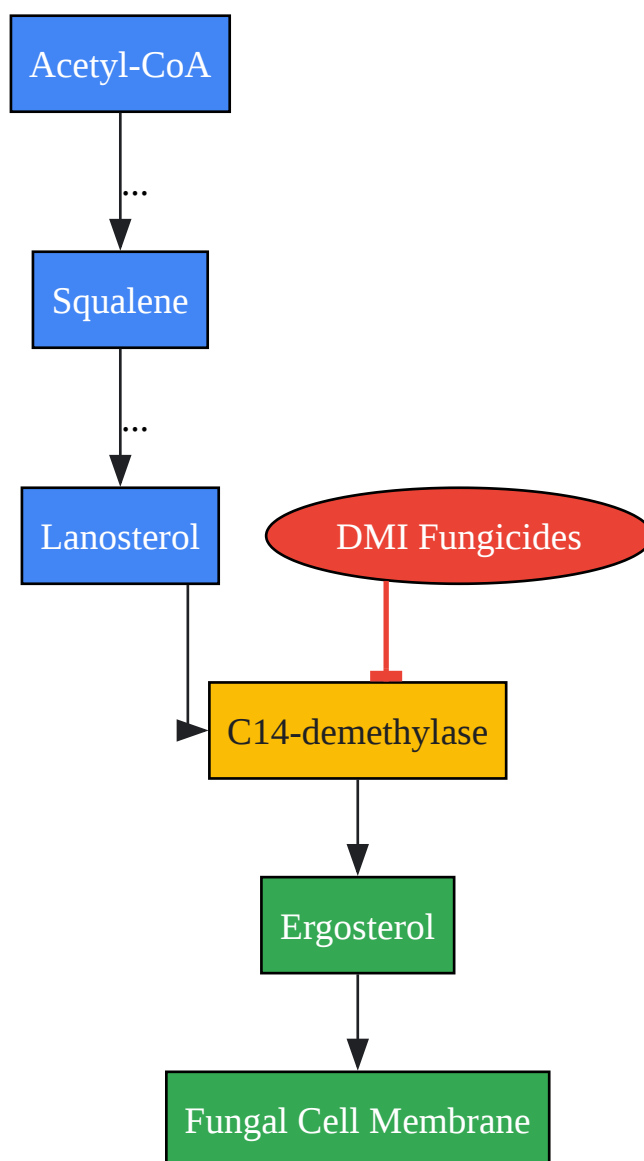 Acetyl-CoA
...
Squalene
...
Lanosterol
DMI Fungicides
C14-demethylase
Ergosterol
Fungal Cell Membrane